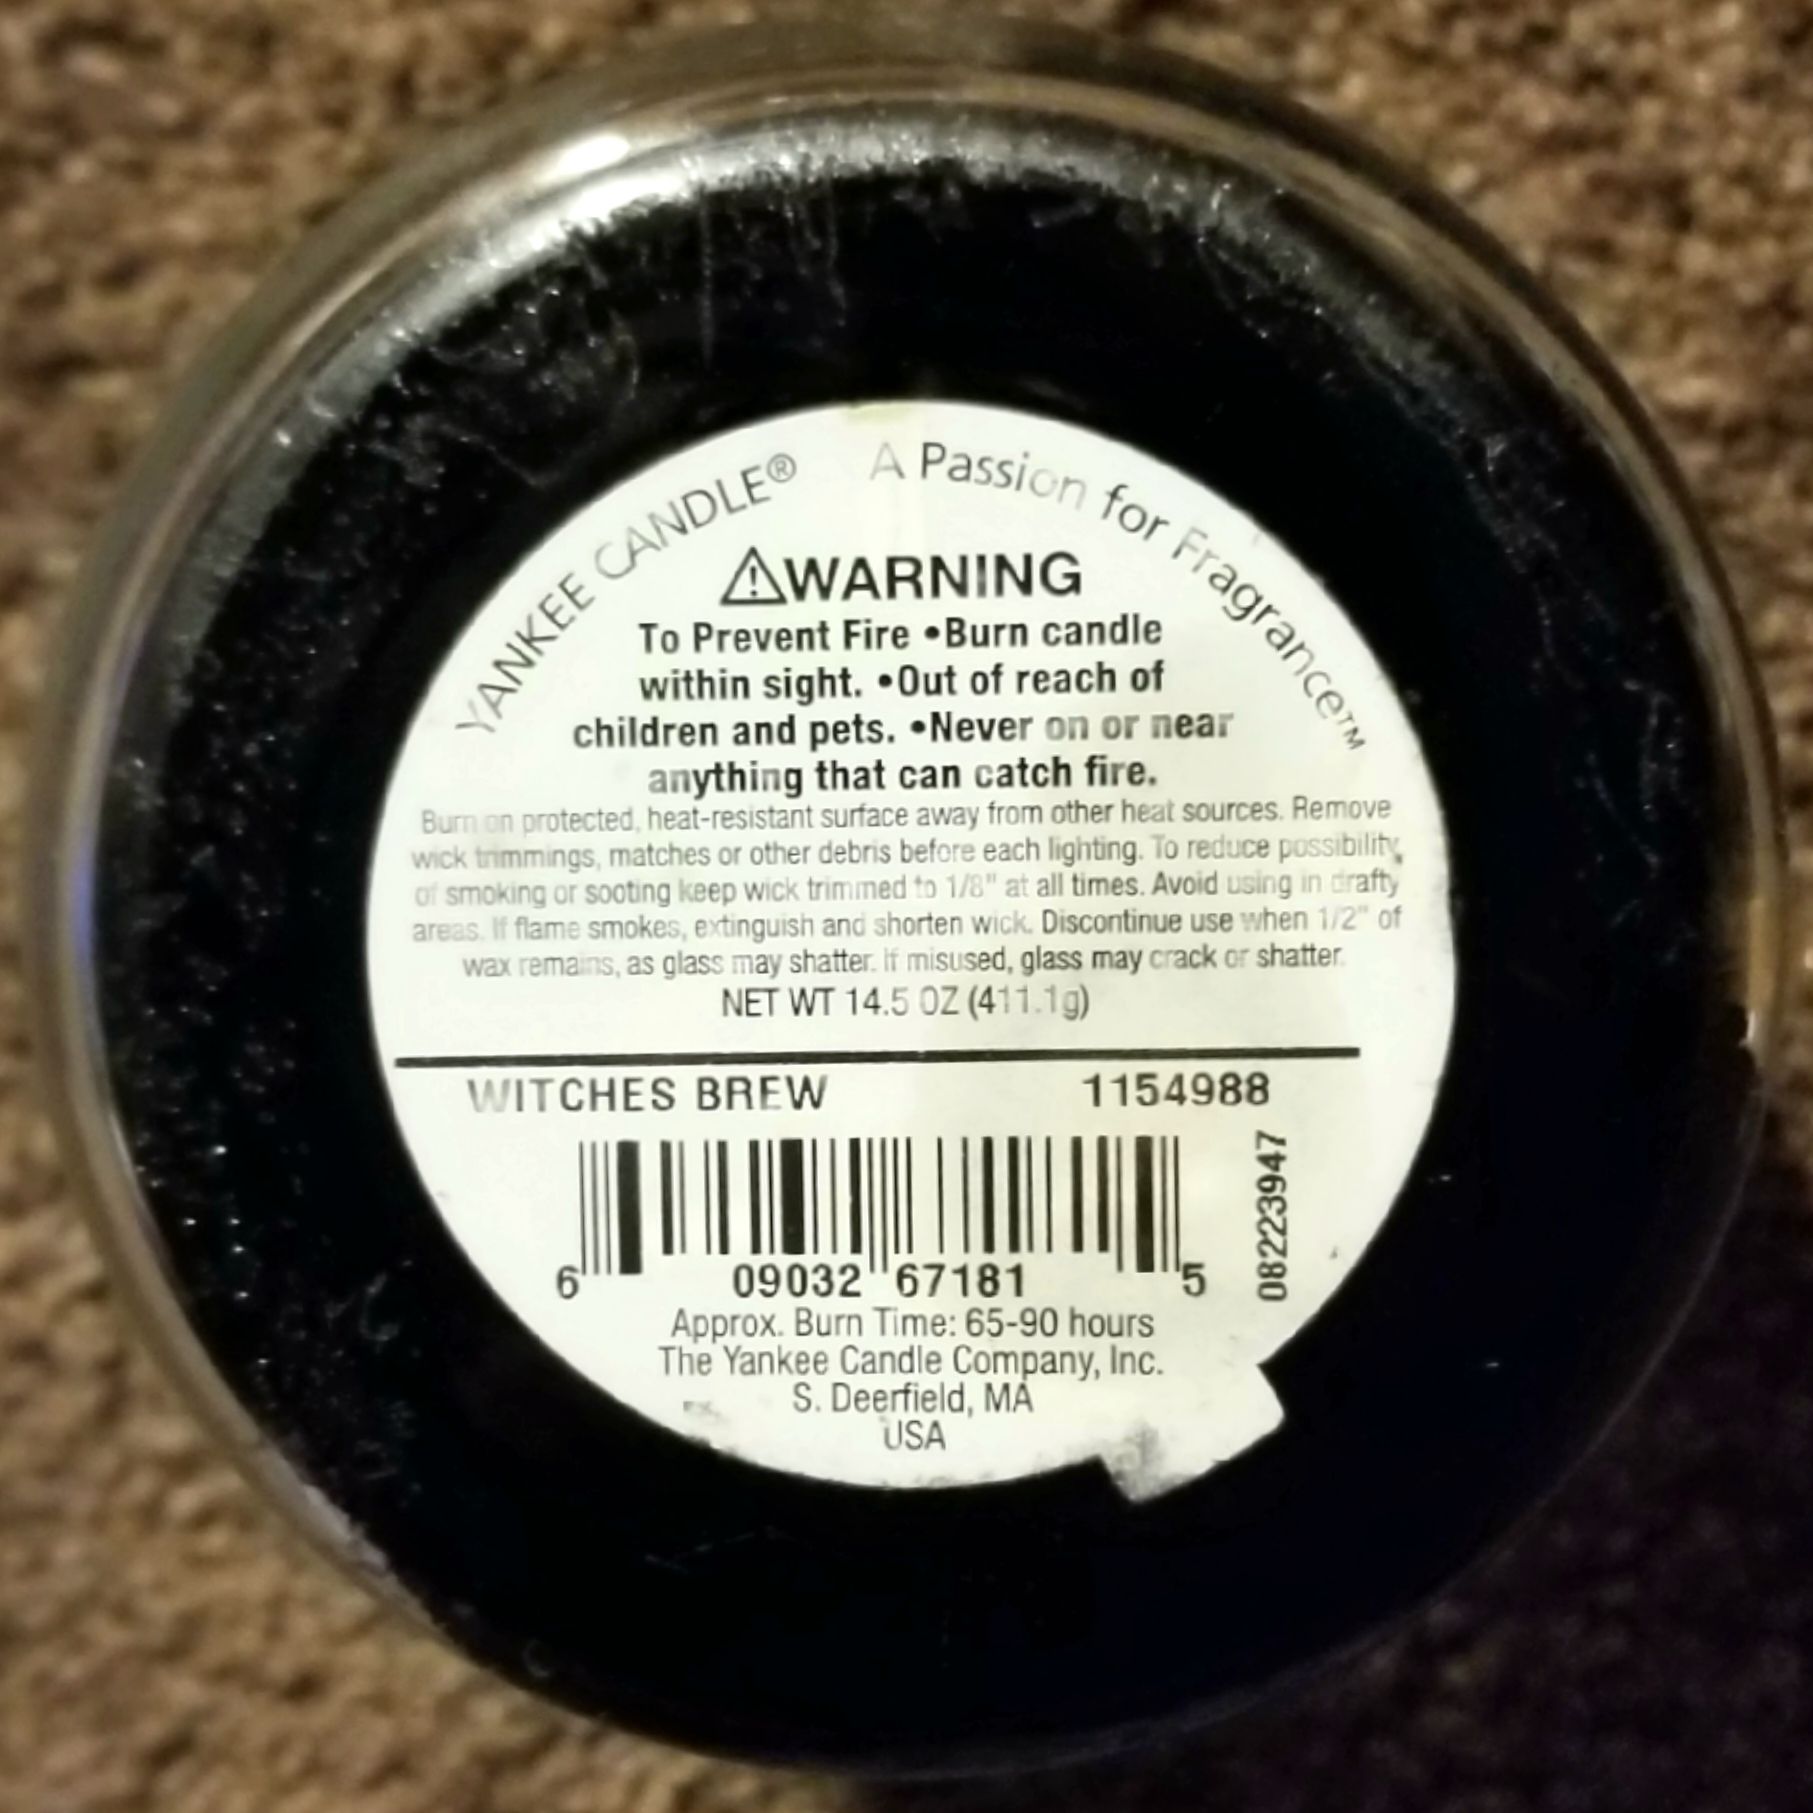 YANKEE CANDLE® A Passion for Fragrance™
⚠WARNING
To Prevent Fire •Burn candle
within sight. •Out of reach of
children and pets. •Never on or near
anything that can catch fire.
Burn on protected, heat-resistant surface away from other heat sources. Remove
wick trimmings, matches or other debris before each lighting. To reduce possibility
of smoking or sooting keep wick trimmed to 1/8" at all times. Avoid using in drafty
areas. If flame smokes, extinguish and shorten wick. Discontinue use when 1/2" of
wax remains, as glass may shatter. If misused, glass may crack or shatter.
NET WT 14.5 OZ (411.1g)
WITCHES BREW 1154988
08223947
6 09032 67181 5
Approx. Burn Time: 65-90 hours
The Yankee Candle Company, Inc.
S. Deerfield, MA
USA